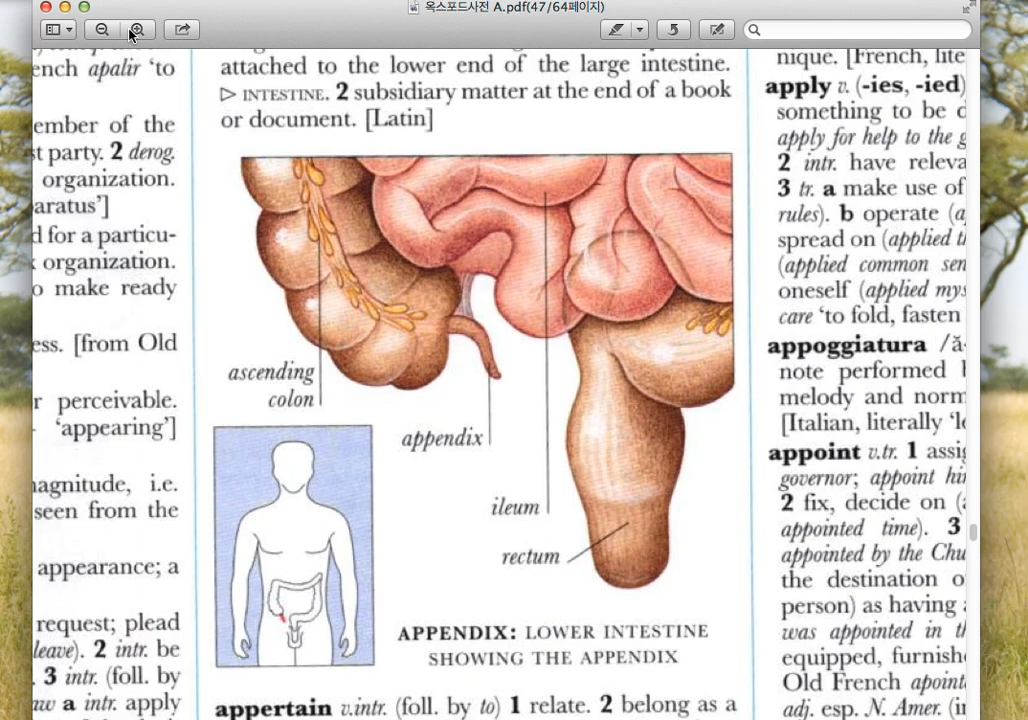 옥스포드사전 A.pdf(47/64페이지)
ench apalir ‘to
ember of the
st party. 2 derog.
organization.
aratus’]
d for a particu-
organization.
o make ready
ess. [from Old
r perceivable.
‘appearing’]
nagnitude, i.e.
seen from the
appearance; a
request; plead
leave). 2 intr. be
3 intr. (foll. by
aw a intr. apply
attached to the lower end of the large intestine.
▷ INTESTINE. 2 subsidiary matter at the end of a book
or document. [Latin]
ascending
colon
appendix
ileum
rectum
APPENDIX: LOWER INTESTINE
SHOWING THE APPENDIX
appertain v.intr. (foll. by to) 1 relate. 2 belong as a
nique. [French, lite
apply v. (-ies, -ied)
something to be d
apply for help to the g
2 intr. have releva
3 tr. a make use of
rules). b operate (a
spread on (applied th
(applied common sen
oneself (applied mys
care ‘to fold, fasten
appoggiatura /ă-
note performed b
melody and norm
[Italian, literally ‘le
appoint v.tr. 1 assig
governor; appoint him
2 fix, decide on (a
appointed time). 3
appointed by the Chu
the destination o
person) as having a
was appointed in th
equipped, furnish
Old French apoint
adj. esp. N. Amer. (in